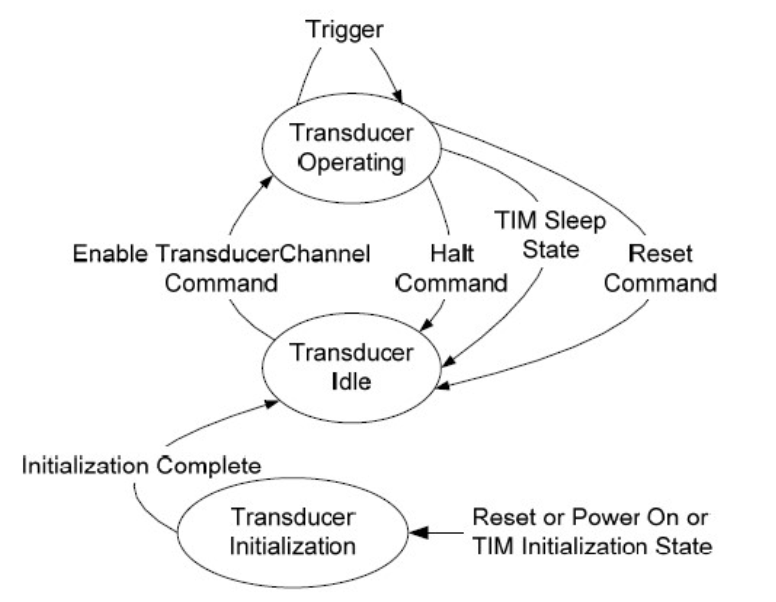 Trigger
Transducer
Operating
TIM Sleep
State
Enable TransducerChannel
Command
Halt
Command
Reset
Command
Transducer
Idle
Initialization Complete
Transducer
Initialization
Reset or Power On or
TIM Initialization State